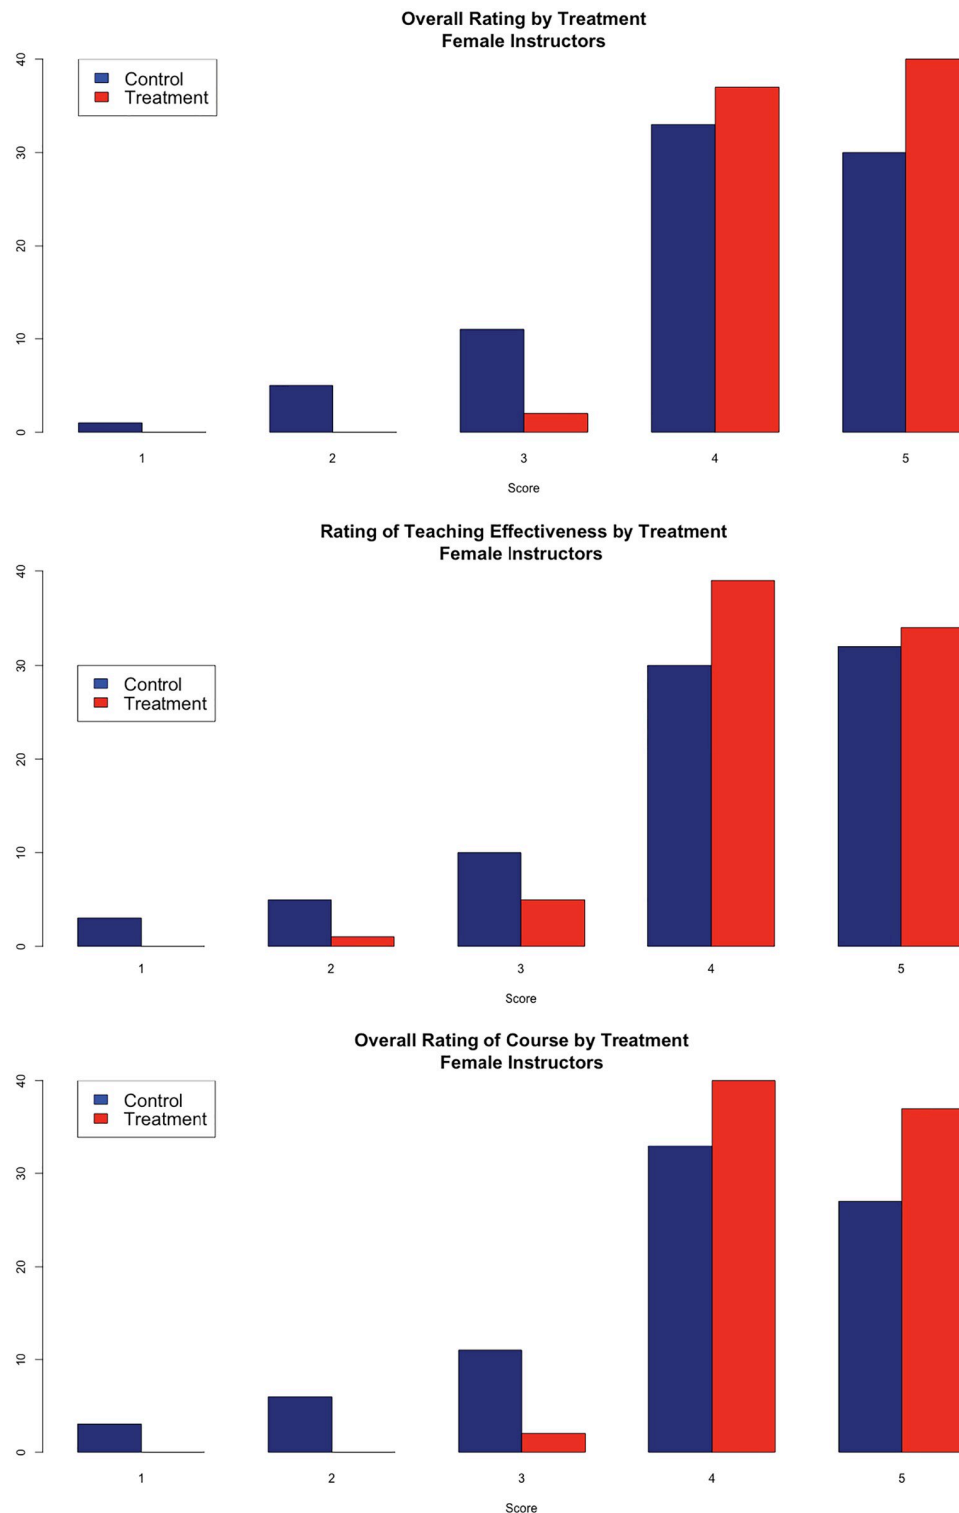 Overall Rating by Treatment
Female Instructors
40
30
20
10
0
Control
Treatment
1 2 3 4 5
Score
Rating of Teaching Effectiveness by Treatment
Female Instructors
40
30
20
10
0
Control
Treatment
1 2 3 4 5
Score
Overall Rating of Course by Treatment
Female Instructors
40
30
20
10
0
Control
Treatment
1 2 3 4 5
Score